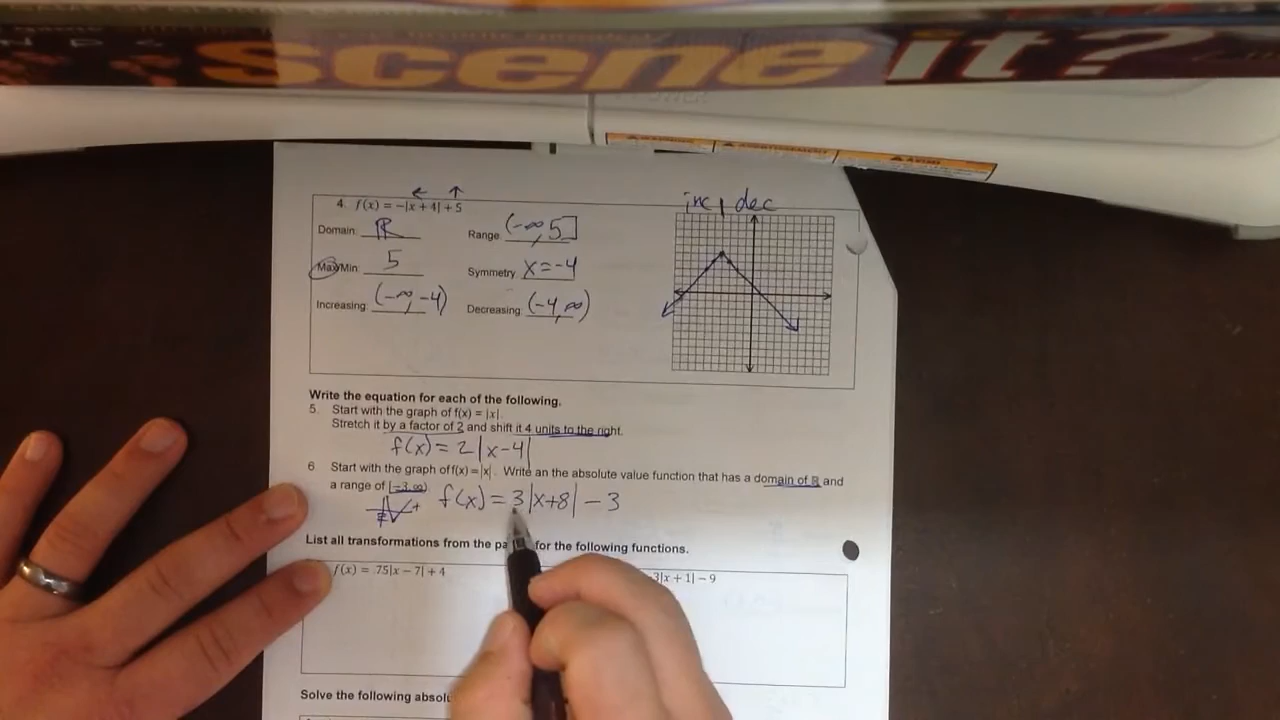 scene it?
4. f(x) = -|x + 4| + 5
inc | dec
Domain: ℝ Range: (-∞, 5]
Max/Min: 5 Symmetry: x=-4
Increasing: (-∞, -4) Decreasing: (-4, ∞)
Write the equation for each of the following.
5. Start with the graph of f(x) = |x|.
Stretch it by a factor of 2 and shift it 4 units to the right.
f(x) = 2|x-4|
6. Start with the graph of f(x) = |x|. Write an the absolute value function that has a domain of ℝ and
a range of [-3, ∞)
f(x) = 3|x+8| - 3
List all transformations from the for the following functions.
f(x) = .75|x - 7| + 4
3|x + 1| - 9
Solve the following